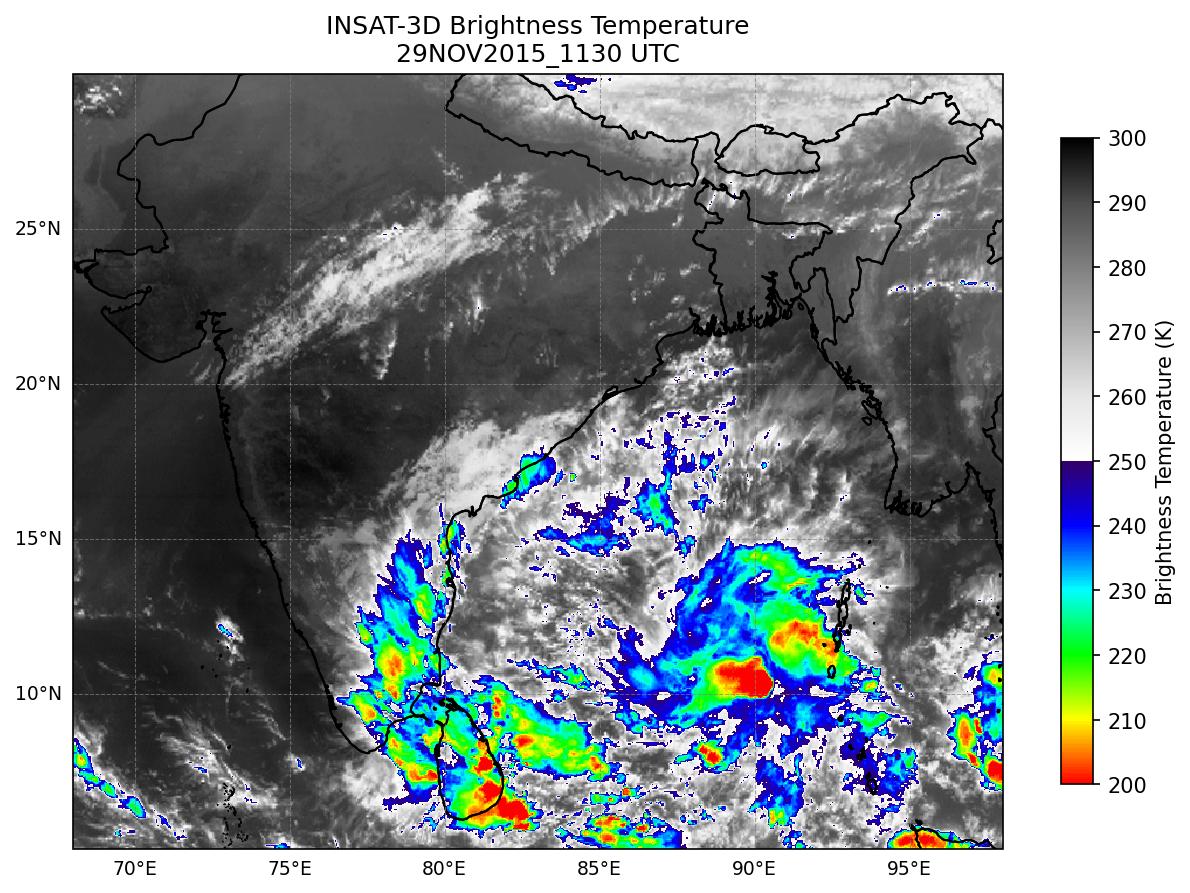 INSAT-3D Brightness Temperature
29NOV2015_1130 UTC
25°N
20°N
15°N
10°N
70°E
75°E
80°E
85°E
90°E
95°E
300
290
280
270
260
250
240
230
220
210
200
Brightness Temperature (K)